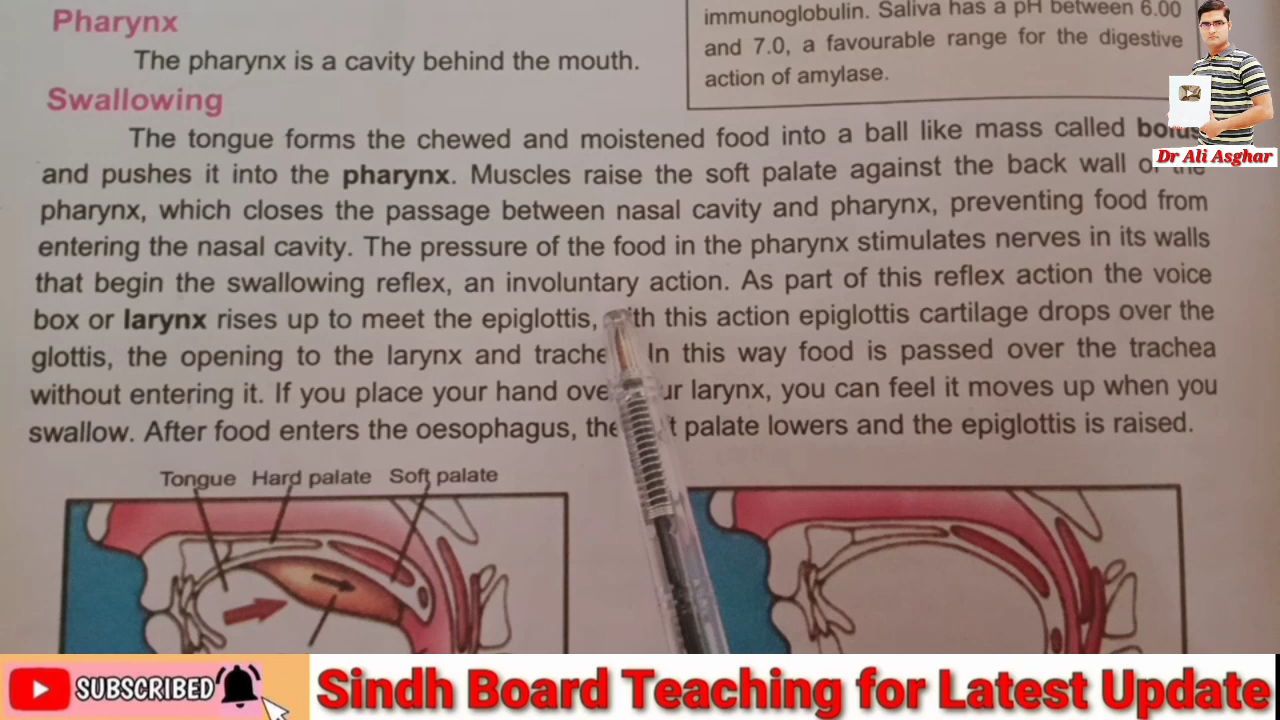 Pharynx
The pharynx is a cavity behind the mouth.
immunoglobulin. Saliva has a pH between 6.00
and 7.0, a favourable range for the digestive
action of amylase.
Swallowing
The tongue forms the chewed and moistened food into a ball like mass called bolus
and pushes it into the pharynx. Muscles raise the soft palate against the back wall of the
pharynx, which closes the passage between nasal cavity and pharynx, preventing food from
entering the nasal cavity. The pressure of the food in the pharynx stimulates nerves in its walls
that begin the swallowing reflex, an involuntary action. As part of this reflex action the voice
box or larynx rises up to meet the epiglottis, with this action epiglottis cartilage drops over the
glottis, the opening to the larynx and trachea. In this way food is passed over the trachea
without entering it. If you place your hand over your larynx, you can feel it moves up when you
swallow. After food enters the oesophagus, the soft palate lowers and the epiglottis is raised.
Tongue Hard palate Soft palate
Dr Ali Asghar
SUBSCRIBED
Sindh Board Teaching for Latest Update